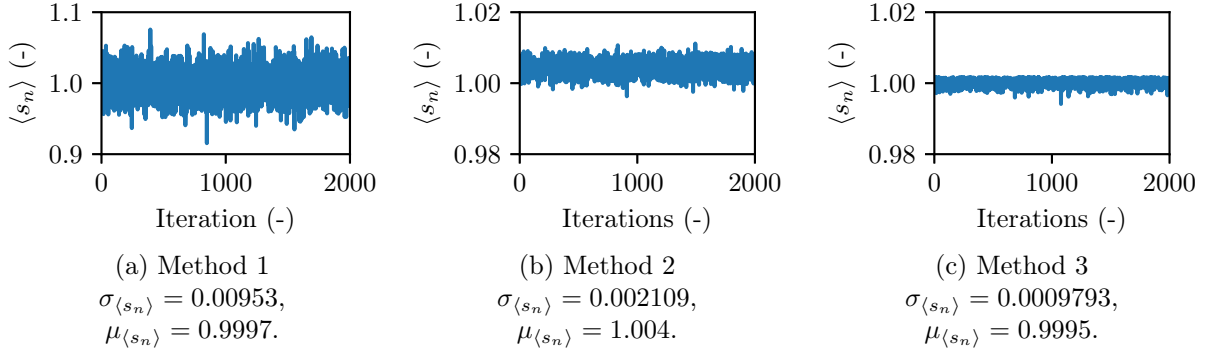 1.1
1.0
0.9
⟨s_n⟩ (-)
0 1000 2000
Iteration (-)
(a) Method 1
σ_⟨s_n⟩ = 0.00953,
μ_⟨s_n⟩ = 0.9997.
1.02
1.00
0.98
⟨s_n⟩ (-)
0 1000 2000
Iterations (-)
(b) Method 2
σ_⟨s_n⟩ = 0.002109,
μ_⟨s_n⟩ = 1.004.
1.02
1.00
0.98
⟨s_n⟩ (-)
0 1000 2000
Iterations (-)
(c) Method 3
σ_⟨s_n⟩ = 0.0009793,
μ_⟨s_n⟩ = 0.9995.